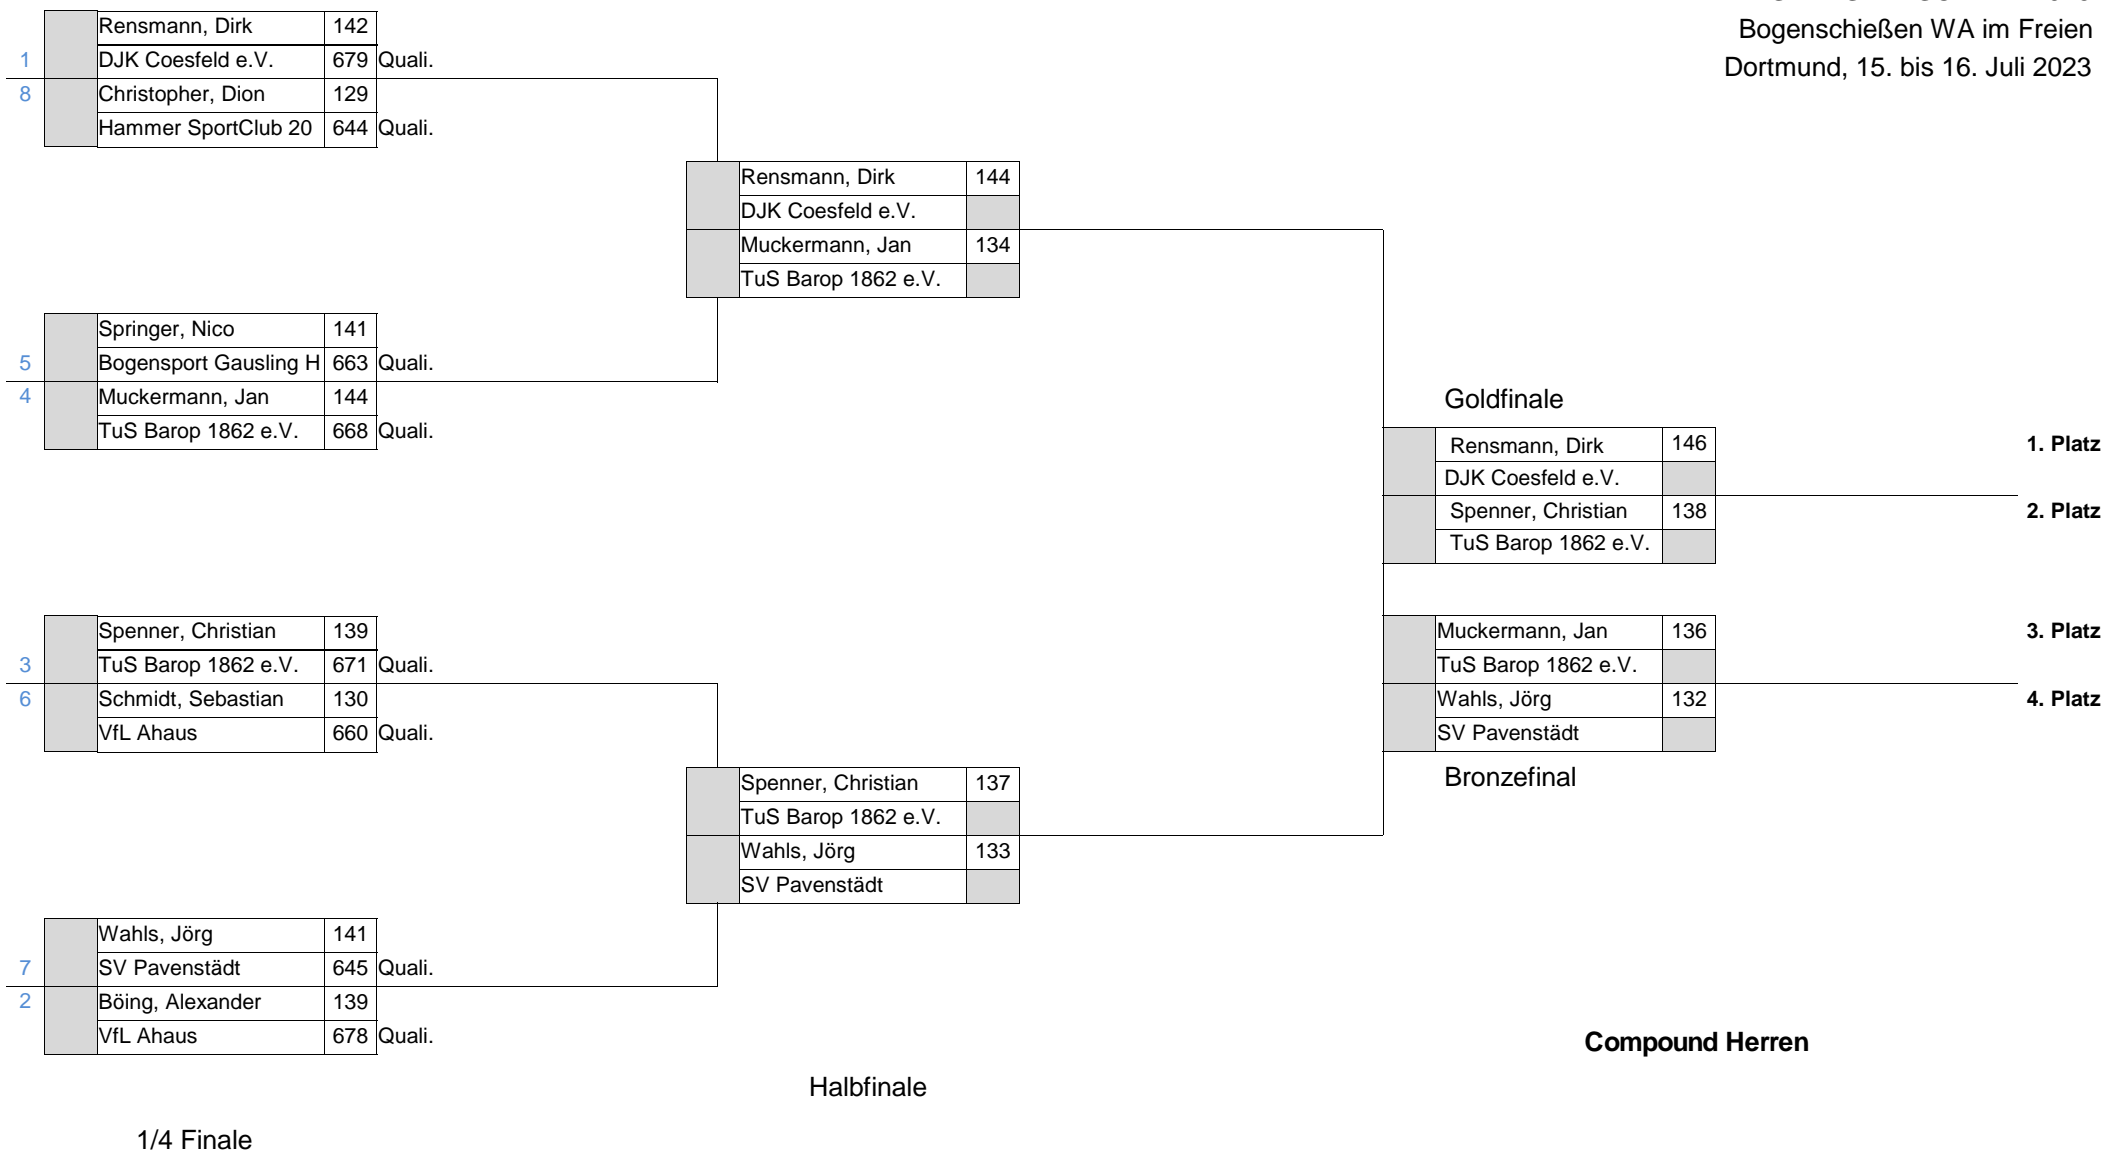 Bogenschießen WA im Freien
Dortmund, 15. bis 16. Juli 2023
Rensmann, Dirk 142
1 DJK Coesfeld e.V. 679 Quali.
8 Christopher, Dion 129
Hammer SportClub 20 644 Quali.
Rensmann, Dirk 144
DJK Coesfeld e.V.
Muckermann, Jan 134
TuS Barop 1862 e.V.
Springer, Nico 141
5 Bogensport Gausling H 663 Quali.
4 Muckermann, Jan 144
TuS Barop 1862 e.V. 668 Quali.
Goldfinale
Rensmann, Dirk 146 1. Platz
DJK Coesfeld e.V.
Spenner, Christian 138 2. Platz
TuS Barop 1862 e.V.
Spenner, Christian 139
3 TuS Barop 1862 e.V. 671 Quali.
6 Schmidt, Sebastian 130
VfL Ahaus 660 Quali.
Muckermann, Jan 136 3. Platz
TuS Barop 1862 e.V.
Wahls, Jörg 132 4. Platz
SV Pavenstädt
Bronzefinal
Spenner, Christian 137
TuS Barop 1862 e.V.
Wahls, Jörg 133
SV Pavenstädt
Wahls, Jörg 141
7 SV Pavenstädt 645 Quali.
2 Böing, Alexander 139
VfL Ahaus 678 Quali.
Compound Herren
Halbfinale
1/4 Finale